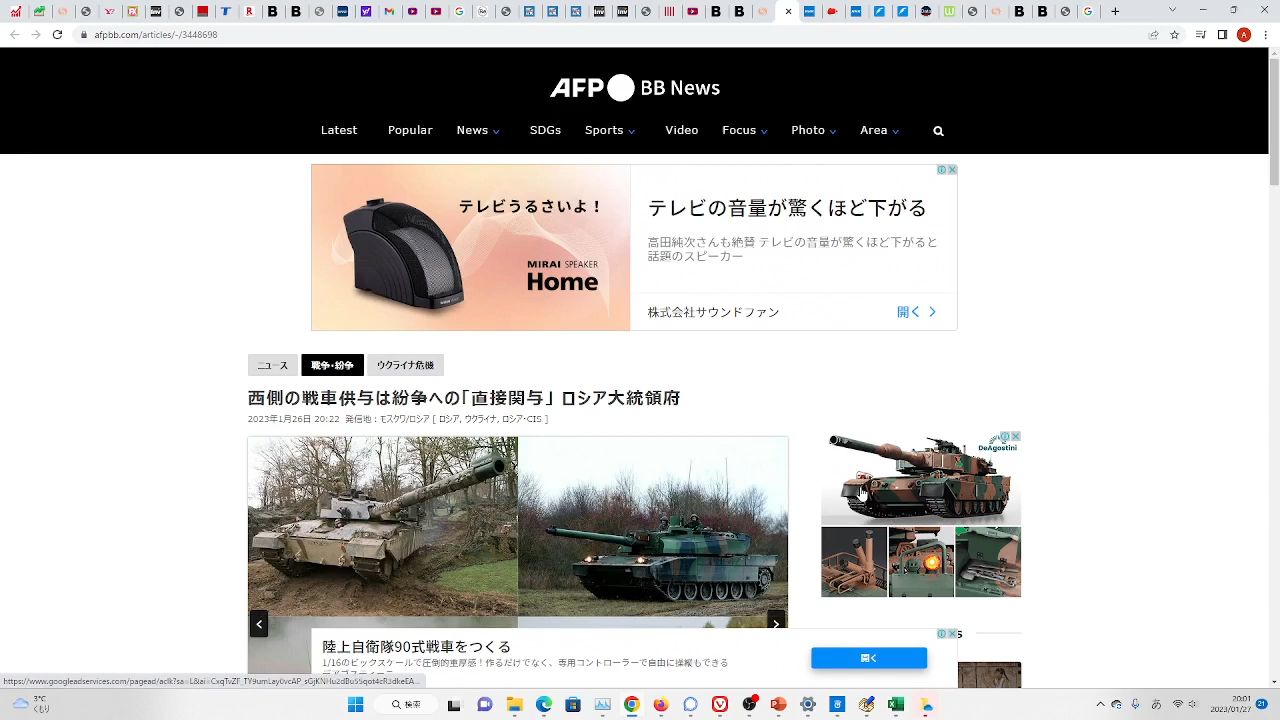 afpbb.com/articles/-/3448698
AFP BB News
Latest Popular News SDGs Sports Video Focus Photo Area
テレビうるさいよ！
MIRAI SPEAKER
Home
テレビの音量が驚くほど下がる
高田純次さんも絶賛 テレビの音量が驚くほど下がると
話題のスピーカー
株式会社サウンドファン
開く
ニュース 戦争・紛争 ウクライナ危機
西側の戦車供与は紛争への「直接関与」 ロシア大統領府
2023年1月26日 20:22 発信地：モスクワ/ロシア [ ロシア, ウクライナ, ロシア・CIS ]
DeAgostini
陸上自衛隊90式戦車をつくる
1/16のビックスケールで圧倒的重厚感！作るだけでなく、専用コントローラーで自由に操縦もできる
開く
3°C
くもり
検索
20:01
2023/01/27
21